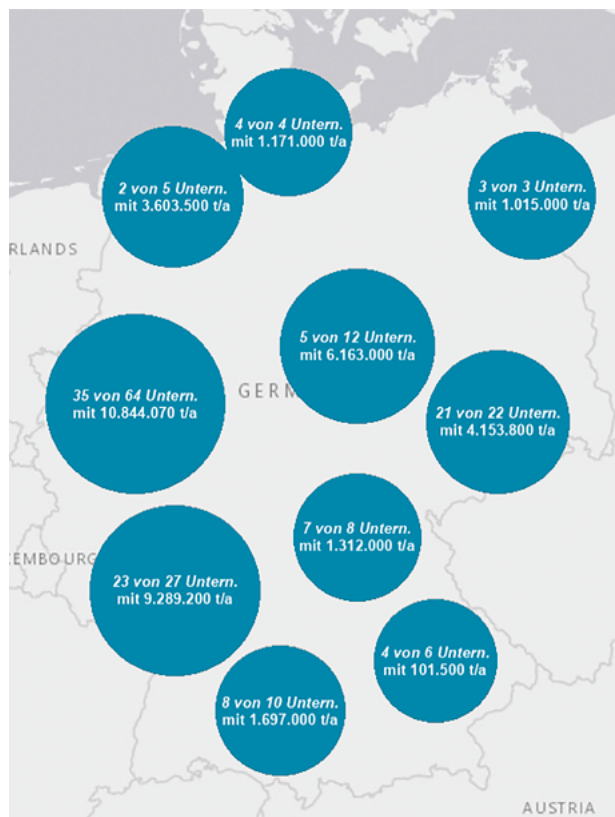 4 von 4 Untern.
mit 1.171.000 t/a
2 von 5 Untern.
mit 3.603.500 t/a
3 von 3 Untern.
mit 1.015.000 t/a
RLANDS
5 von 12 Untern.
mit 6.163.000 t/a
35 von 64 Untern.
mit 10.844.070 t/a
GERM
21 von 22 Untern.
mit 4.153.800 t/a
7 von 8 Untern.
mit 1.312.000 t/a
EMBOURG
23 von 27 Untern.
mit 9.289.200 t/a
4 von 6 Untern.
mit 101.500 t/a
8 von 10 Untern.
mit 1.697.000 t/a
AUSTRIA